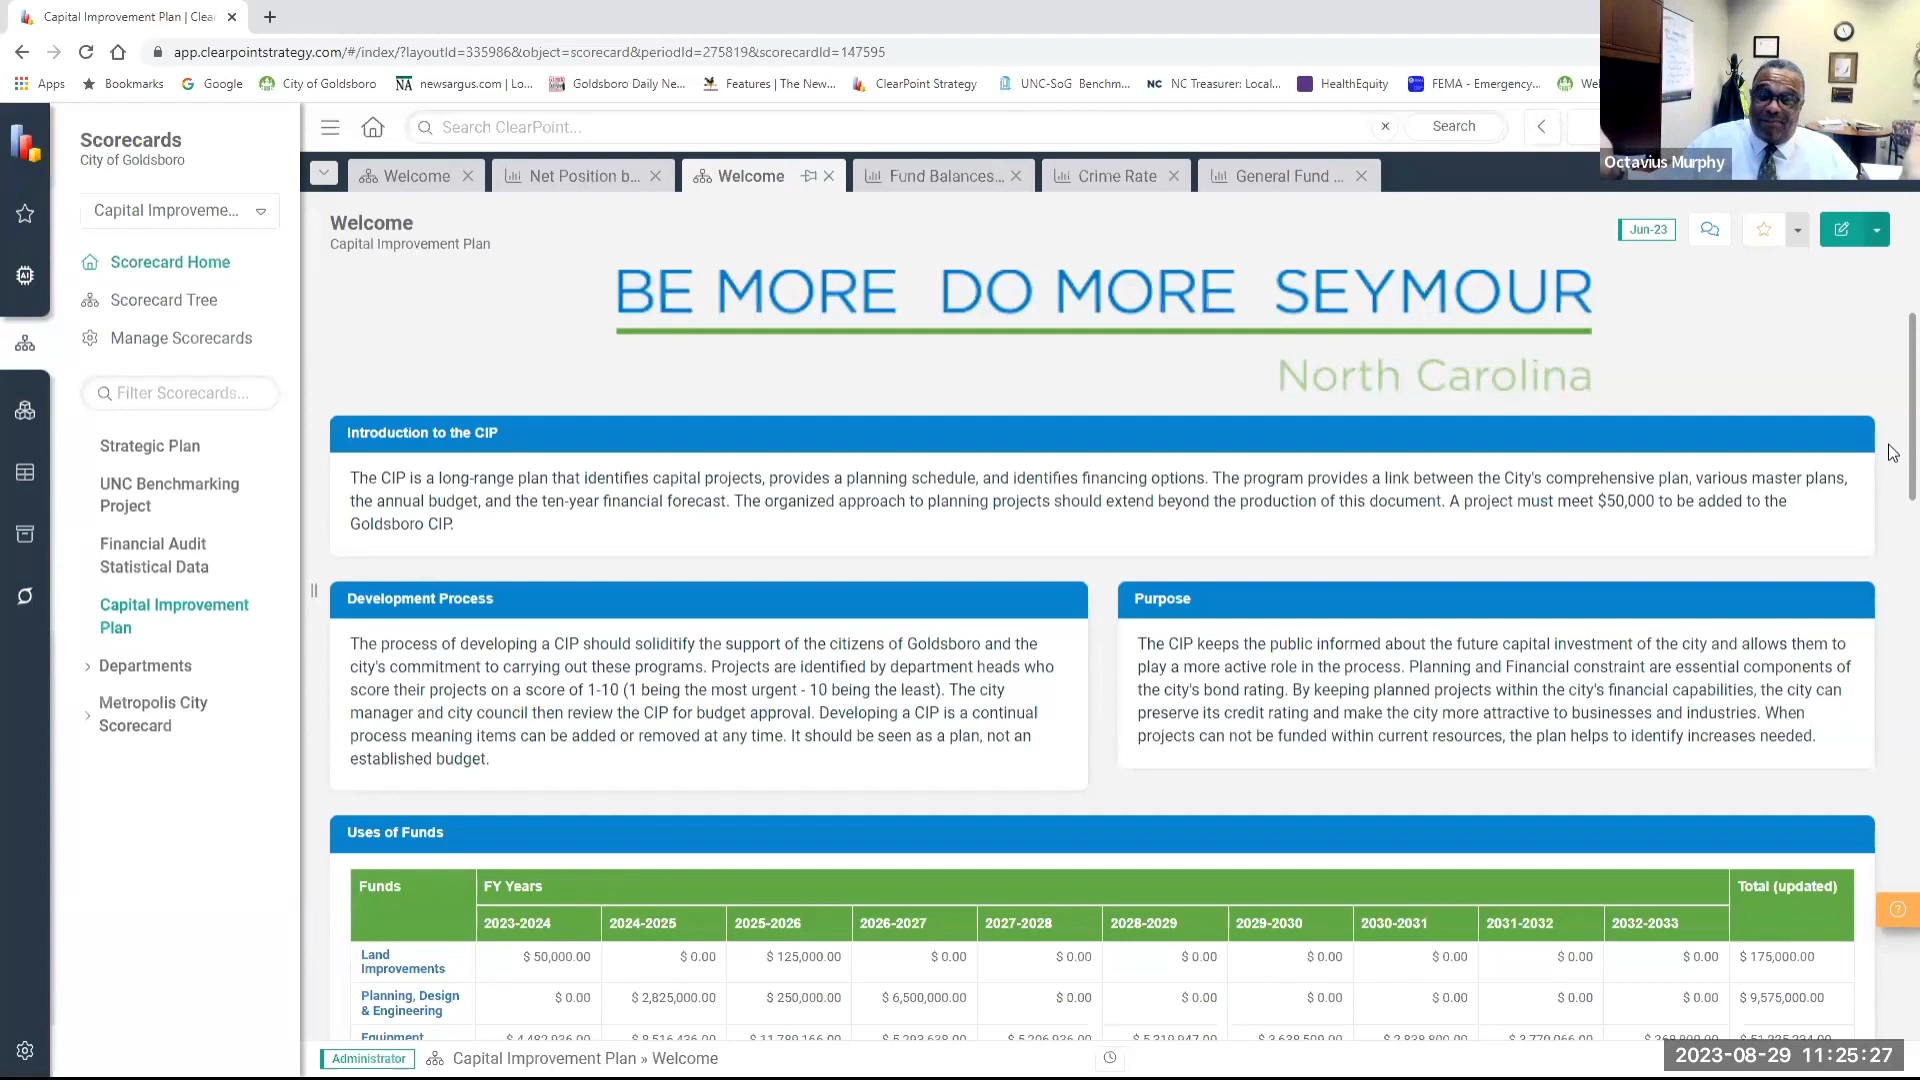 Capital Improvement Plan | Clea
app.clearpointstrategy.com/#/index/?layoutId=335986&object=scorecard&periodId=275819&scorecardId=147595
Apps Bookmarks Google City of Goldsboro newsargus.com | Lo... Goldsboro Daily Ne... Features | The New... ClearPoint Strategy UNC-SoG Benchm... NC Treasurer: Local... HealthEquity FEMA - Emergency...
Octavius Murphy
Scorecards
City of Goldsboro
Capital Improveme...
Scorecard Home
Scorecard Tree
Manage Scorecards
Filter Scorecards...
Strategic Plan
UNC Benchmarking
Project
Financial Audit
Statistical Data
Capital Improvement
Plan
Departments
Metropolis City
Scorecard
Search ClearPoint... Search
Welcome Net Position b... Welcome Fund Balances... Crime Rate General Fund ...
Welcome
Capital Improvement Plan
Jun-23
BE MORE DO MORE SEYMOUR
North Carolina
Introduction to the CIP
The CIP is a long-range plan that identifies capital projects, provides a planning schedule, and identifies financing options. The program provides a link between the City's comprehensive plan, various master plans,
the annual budget, and the ten-year financial forecast. The organized approach to planning projects should extend beyond the production of this document. A project must meet $50,000 to be added to the
Goldsboro CIP.
Development Process
The process of developing a CIP should soliditify the support of the citizens of Goldsboro and the
city's commitment to carrying out these programs. Projects are identified by department heads who
score their projects on a score of 1-10 (1 being the most urgent - 10 being the least). The city
manager and city council then review the CIP for budget approval. Developing a CIP is a continual
process meaning items can be added or removed at any time. It should be seen as a plan, not an
established budget.
Purpose
The CIP keeps the public informed about the future capital investment of the city and allows them to
play a more active role in the process. Planning and Financial constraint are essential components of
the city's bond rating. By keeping planned projects within the city's financial capabilities, the city can
preserve its credit rating and make the city more attractive to businesses and industries. When
projects can not be funded within current resources, the plan helps to identify increases needed.
Uses of Funds
Funds FY Years Total (updated)
2023-2024 2024-2025 2025-2026 2026-2027 2027-2028 2028-2029 2029-2030 2030-2031 2031-2032 2032-2033
Land
Improvements $ 50,000.00 $ 0.00 $ 125,000.00 $ 0.00 $ 0.00 $ 0.00 $ 0.00 $ 0.00 $ 0.00 $ 0.00 $ 175,000.00
Planning, Design
& Engineering $ 0.00 $ 2,825,000.00 $ 250,000.00 $ 6,500,000.00 $ 0.00 $ 0.00 $ 0.00 $ 0.00 $ 0.00 $ 0.00 $ 9,575,000.00
Equipment
Administrator Capital Improvement Plan » Welcome
2023-08-29 11:25:27